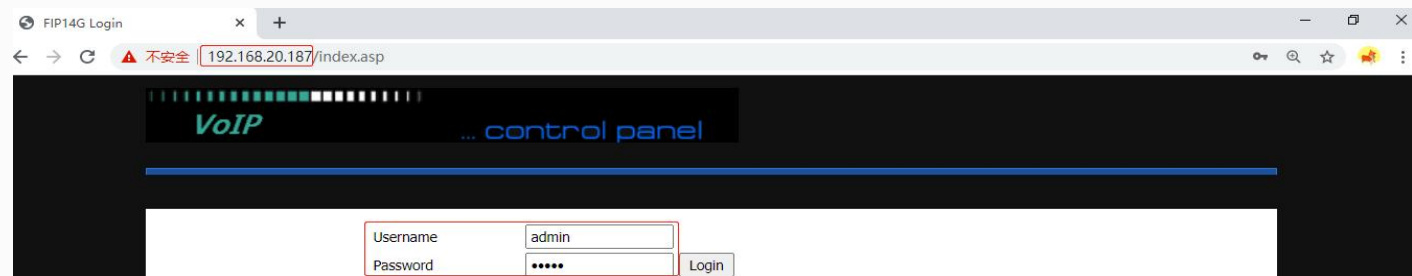 FIP14G Login
不安全 192.168.20.187/index.asp
VoIP
... control panel
Username admin
Password •••••
Login